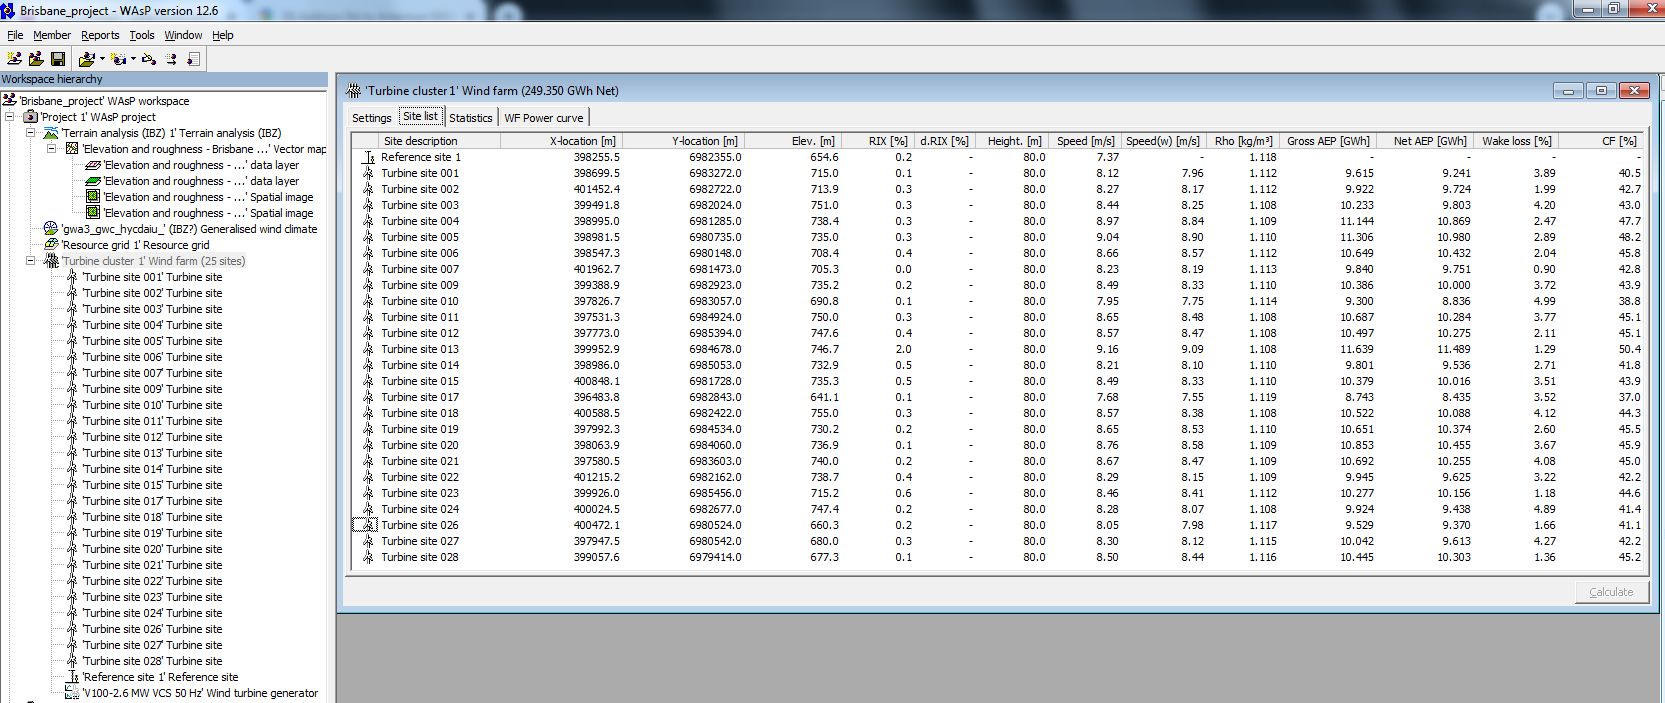 Brisbane_project - WAsP version 12.6
File Member Reports Tools Window Help
Workspace hierarchy
'Brisbane_project' WAsP workspace
'Project 1' WAsP project
'Terrain analysis (IBZ) 1' Terrain analysis (IBZ)
'Elevation and roughness - Brisbane ...' Vector map
'Elevation and roughness - ...' data layer
'Elevation and roughness - ...' data layer
'Elevation and roughness - ...' Spatial image
'Elevation and roughness - ...' Spatial image
'gwa3_gwc_hycdaiu_' (IBZ?) Generalised wind climate
'Resource grid 1' Resource grid
'Turbine cluster 1' Wind farm (25 sites)
'Turbine site 001' Turbine site
'Turbine site 002' Turbine site
'Turbine site 003' Turbine site
'Turbine site 004' Turbine site
'Turbine site 005' Turbine site
'Turbine site 006' Turbine site
'Turbine site 007' Turbine site
'Turbine site 009' Turbine site
'Turbine site 010' Turbine site
'Turbine site 011' Turbine site
'Turbine site 012' Turbine site
'Turbine site 013' Turbine site
'Turbine site 014' Turbine site
'Turbine site 015' Turbine site
'Turbine site 017' Turbine site
'Turbine site 018' Turbine site
'Turbine site 019' Turbine site
'Turbine site 020' Turbine site
'Turbine site 021' Turbine site
'Turbine site 022' Turbine site
'Turbine site 023' Turbine site
'Turbine site 024' Turbine site
'Turbine site 026' Turbine site
'Turbine site 027' Turbine site
'Turbine site 028' Turbine site
'Reference site 1' Reference site
'V100-2.6 MW VCS 50 Hz' Wind turbine generator
'Turbine cluster 1' Wind farm (249.350 GWh Net)
Settings Site list Statistics WF Power curve
Site description X-location [m] Y-location [m] Elev. [m] RIX [%] d.RIX [%] Height. [m] Speed [m/s] Speed(w) [m/s] Rho [kg/m³] Gross AEP [GWh] Net AEP [GWh] Wake loss [%] CF [%]
Reference site 1 398255.5 6982355.0 654.6 0.2 - 80.0 7.37 - 1.118 - - - -
Turbine site 001 398699.5 6983272.0 715.0 0.1 - 80.0 8.12 7.96 1.112 9.615 9.241 3.89 40.5
Turbine site 002 401452.4 6982722.0 713.9 0.3 - 80.0 8.27 8.17 1.112 9.922 9.724 1.99 42.7
Turbine site 003 399491.8 6982024.0 751.0 0.3 - 80.0 8.44 8.25 1.108 10.233 9.803 4.20 43.0
Turbine site 004 398995.0 6981285.0 738.4 0.3 - 80.0 8.97 8.84 1.109 11.144 10.869 2.47 47.7
Turbine site 005 398981.5 6980735.0 735.0 0.3 - 80.0 9.04 8.90 1.110 11.306 10.980 2.89 48.2
Turbine site 006 398547.3 6980148.0 708.4 0.4 - 80.0 8.66 8.57 1.112 10.649 10.432 2.04 45.8
Turbine site 007 401962.7 6981473.0 705.3 0.0 - 80.0 8.23 8.19 1.113 9.840 9.751 0.90 42.8
Turbine site 009 399388.9 6982923.0 735.2 0.2 - 80.0 8.49 8.33 1.110 10.386 10.000 3.72 43.9
Turbine site 010 397826.7 6983057.0 690.8 0.1 - 80.0 7.95 7.75 1.114 9.300 8.836 4.99 38.8
Turbine site 011 397531.3 6984924.0 750.0 0.3 - 80.0 8.65 8.48 1.108 10.687 10.284 3.77 45.1
Turbine site 012 397773.0 6985394.0 747.6 0.4 - 80.0 8.57 8.47 1.108 10.497 10.275 2.11 45.1
Turbine site 013 399952.9 6984678.0 746.7 2.0 - 80.0 9.16 9.09 1.108 11.639 11.489 1.29 50.4
Turbine site 014 398986.0 6985053.0 732.9 0.5 - 80.0 8.21 8.10 1.110 9.801 9.536 2.71 41.8
Turbine site 015 400848.1 6981728.0 735.3 0.5 - 80.0 8.49 8.33 1.110 10.379 10.016 3.51 43.9
Turbine site 017 396483.8 6982843.0 641.1 0.1 - 80.0 7.68 7.55 1.119 8.743 8.435 3.52 37.0
Turbine site 018 400588.5 6982422.0 755.0 0.3 - 80.0 8.57 8.38 1.108 10.522 10.088 4.12 44.3
Turbine site 019 397992.3 6984534.0 730.2 0.2 - 80.0 8.65 8.53 1.110 10.651 10.374 2.60 45.5
Turbine site 020 398063.9 6984060.0 736.9 0.1 - 80.0 8.76 8.58 1.109 10.853 10.455 3.67 45.9
Turbine site 021 397580.5 6983603.0 740.0 0.2 - 80.0 8.67 8.47 1.109 10.692 10.255 4.08 45.0
Turbine site 022 401215.2 6982162.0 738.7 0.4 - 80.0 8.29 8.15 1.109 9.945 9.625 3.22 42.2
Turbine site 023 399926.0 6985456.0 715.2 0.6 - 80.0 8.46 8.41 1.112 10.277 10.156 1.18 44.6
Turbine site 024 400024.5 6982677.0 747.4 0.2 - 80.0 8.28 8.07 1.108 9.924 9.438 4.89 41.4
Turbine site 026 400472.1 6980524.0 660.3 0.2 - 80.0 8.05 7.98 1.117 9.529 9.370 1.66 41.1
Turbine site 027 397947.5 6980542.0 680.0 0.3 - 80.0 8.30 8.12 1.115 10.042 9.613 4.27 42.2
Turbine site 028 399057.6 6979414.0 677.3 0.1 - 80.0 8.50 8.44 1.116 10.445 10.303 1.36 45.2
Calculate